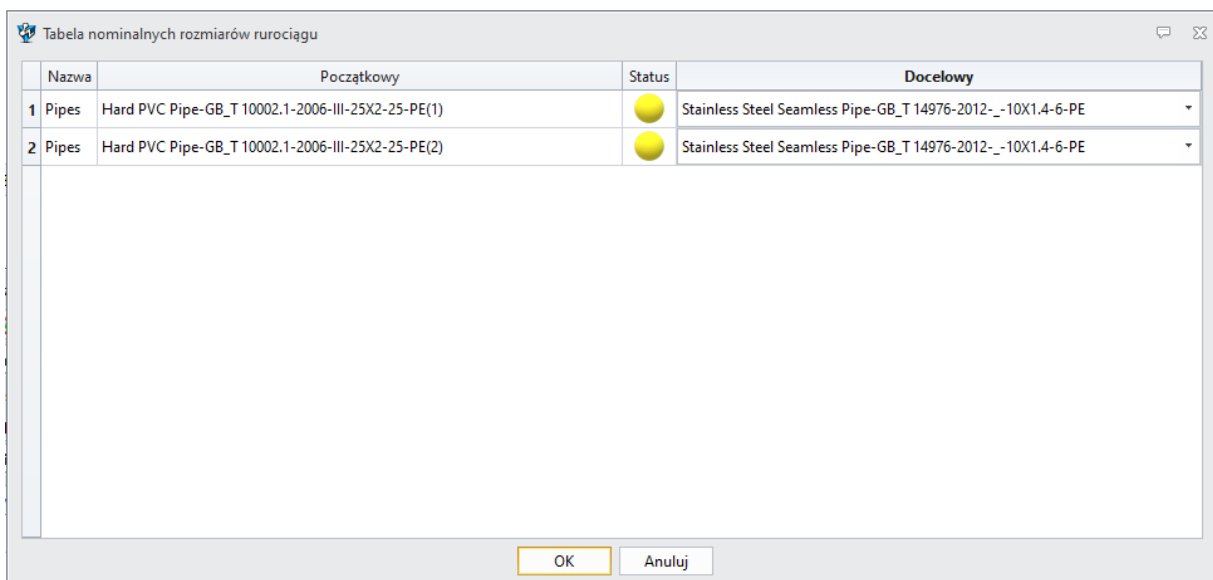 Tabela nominalnych rozmiarów rurociągu
Nazwa Początkowy Status Docelowy
1 Pipes Hard PVC Pipe-GB_T 10002.1-2006-III-25X2-25-PE(1) Stainless Steel Seamless Pipe-GB_T 14976-2012-_-10X1.4-6-PE
2 Pipes Hard PVC Pipe-GB_T 10002.1-2006-III-25X2-25-PE(2) Stainless Steel Seamless Pipe-GB_T 14976-2012-_-10X1.4-6-PE
OK Anuluj